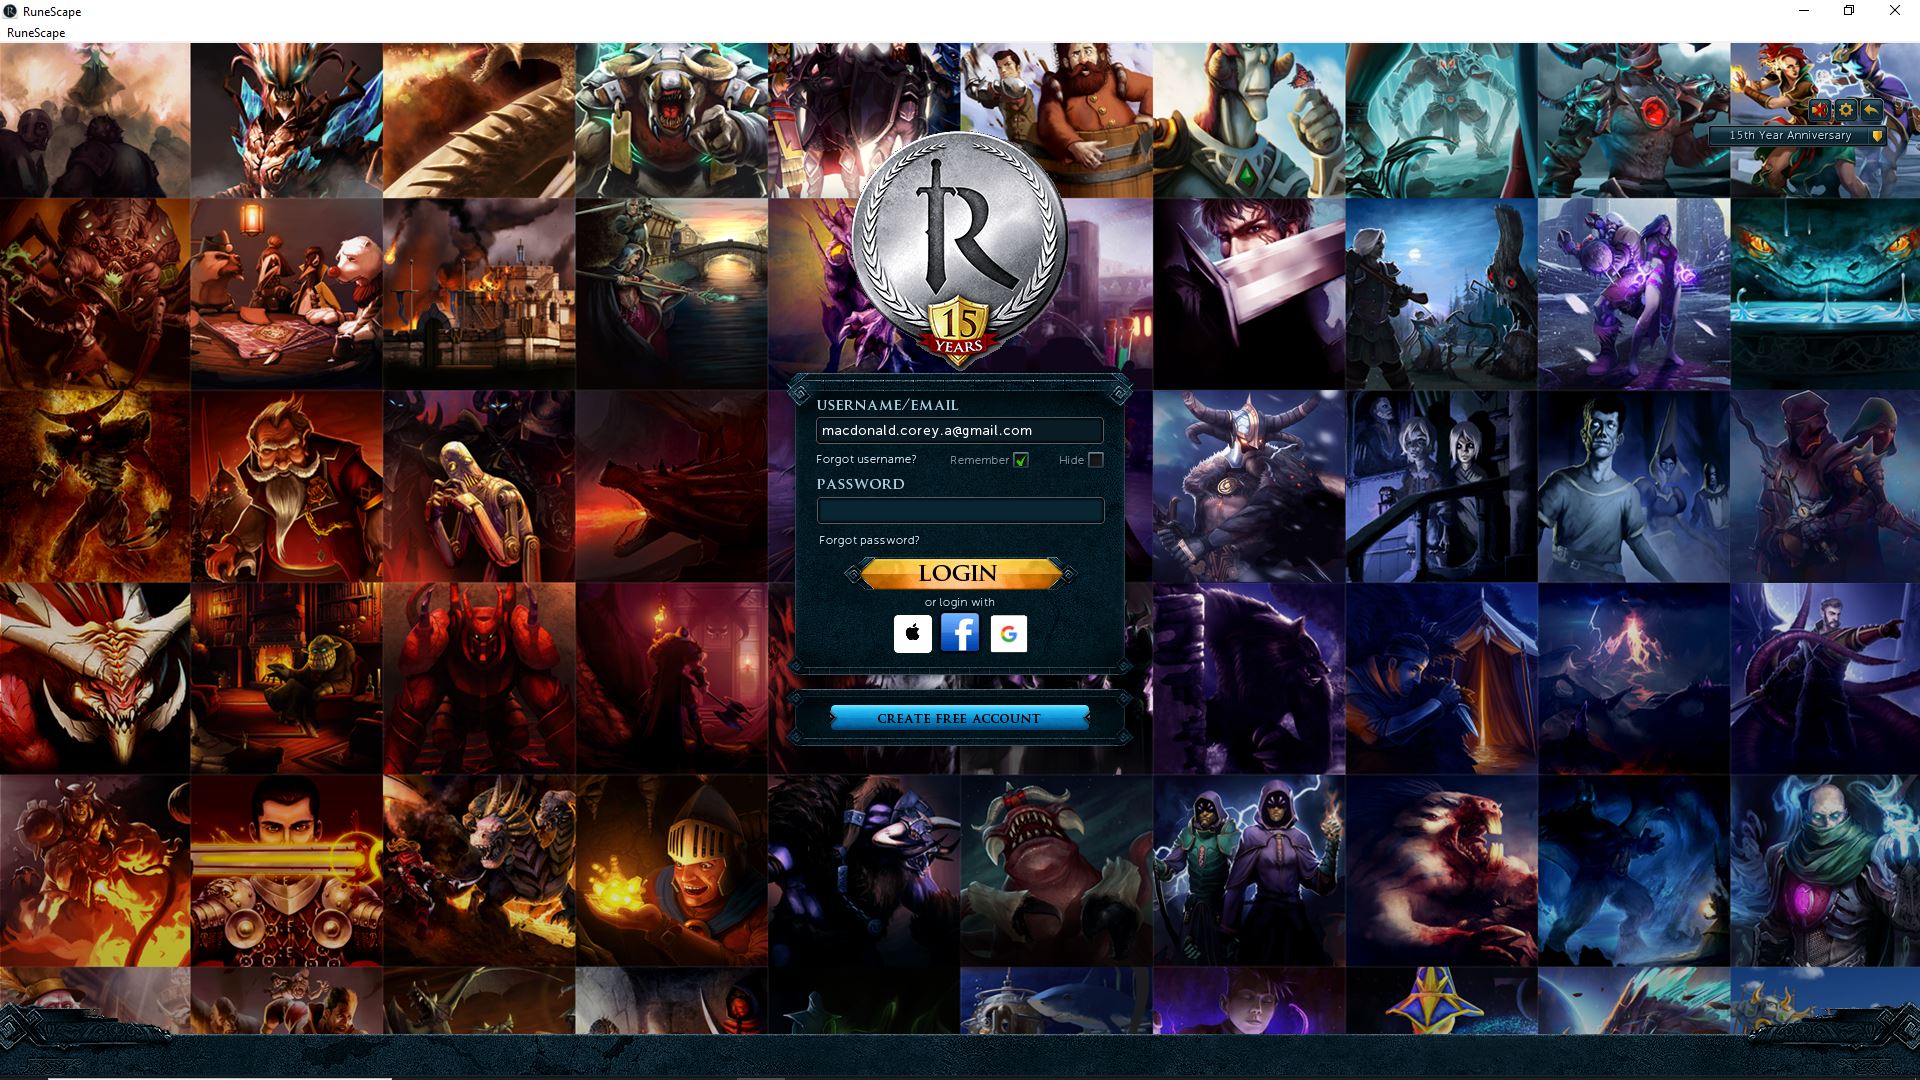 RuneScape
RuneScape
15th Year Anniversary
R
15
YEARS
USERNAME/EMAIL
macdonald.corey.a@gmail.com
Forgot username? Remember Hide
PASSWORD
Forgot password?
LOGIN
or login with
f G
CREATE FREE ACCOUNT